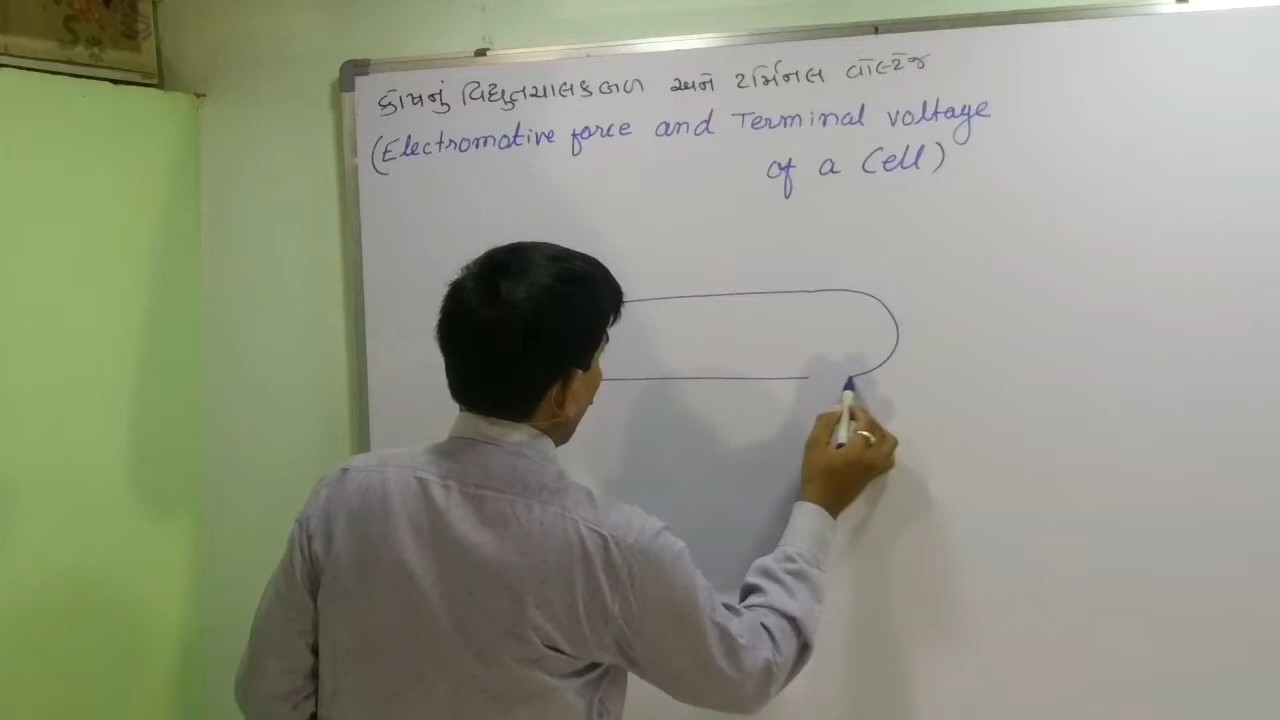 કોષનું વિદ્યુતચાલકબળ અને ટર્મિનલ વોલ્ટેજ
(Electromotive force and Terminal voltage
of a Cell)